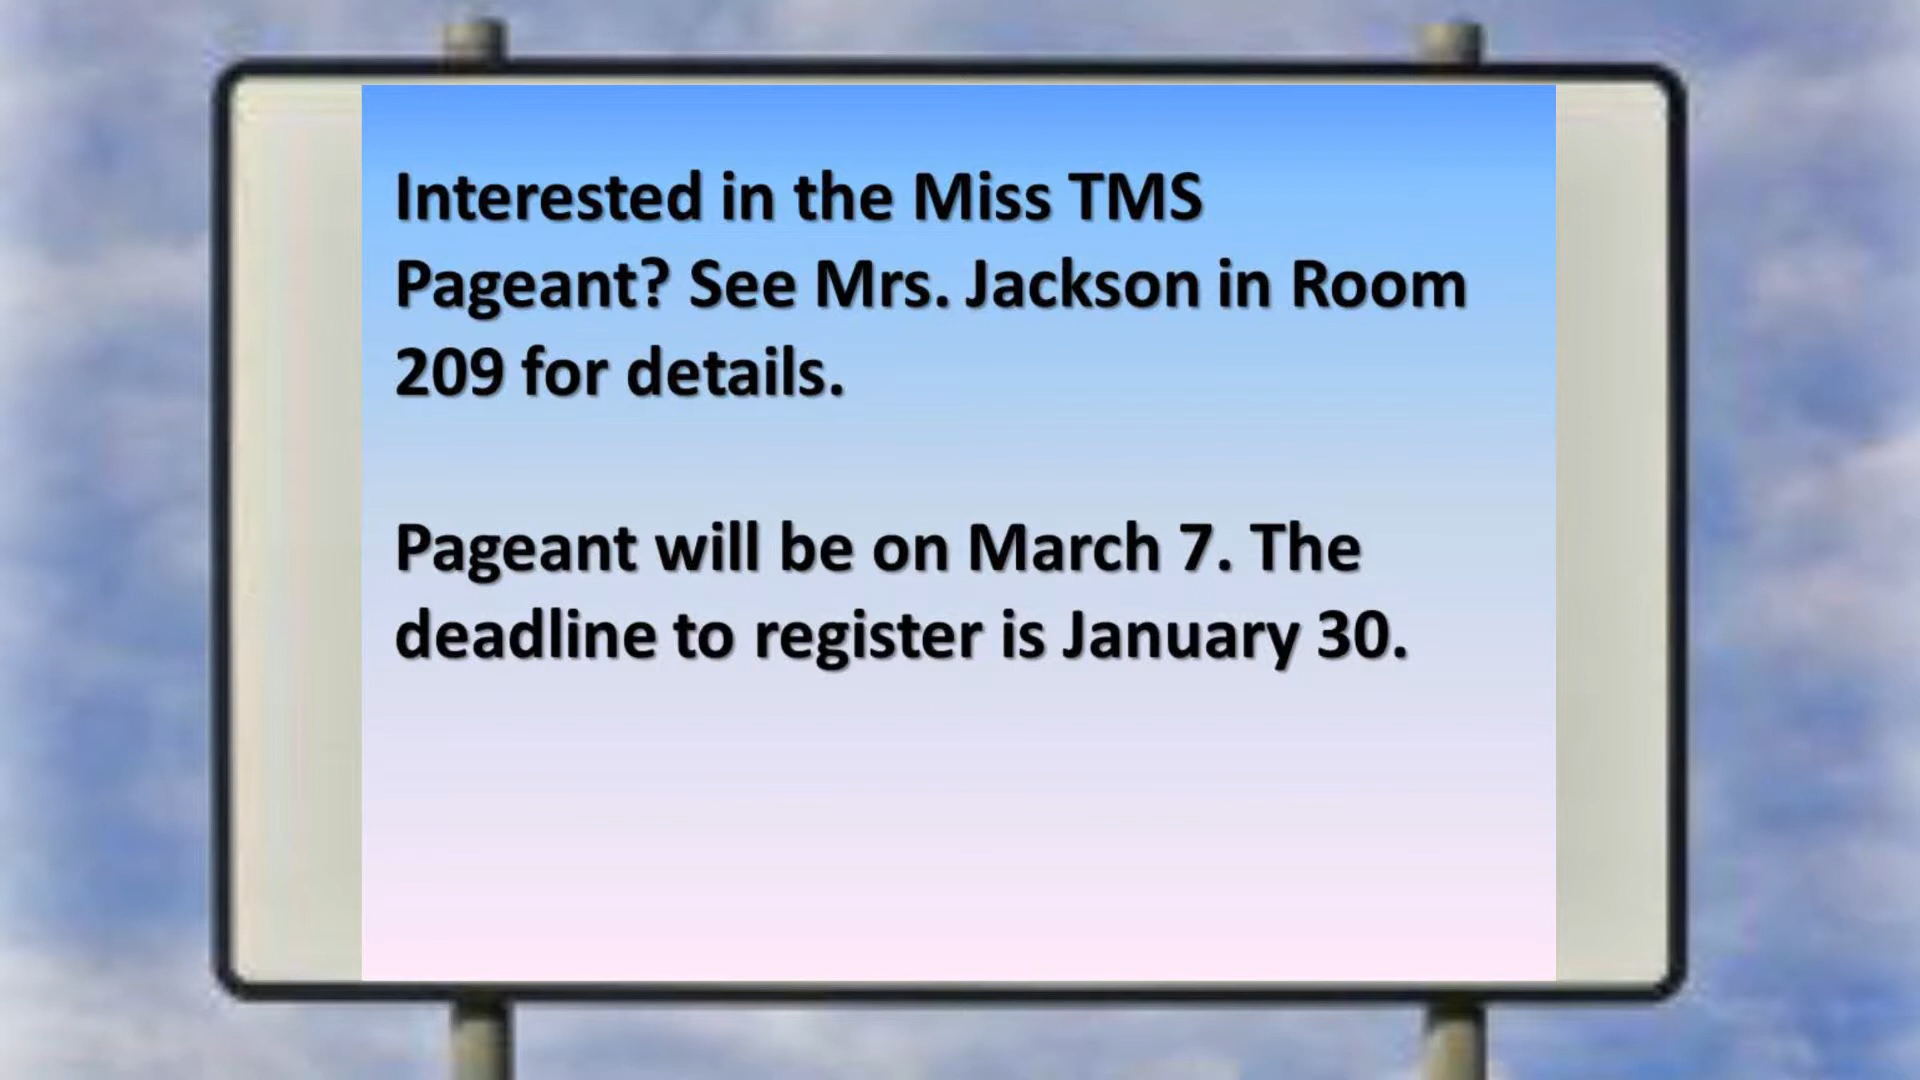 Interested in the Miss TMS
Pageant? See Mrs. Jackson in Room
209 for details.
Pageant will be on March 7. The
deadline to register is January 30.